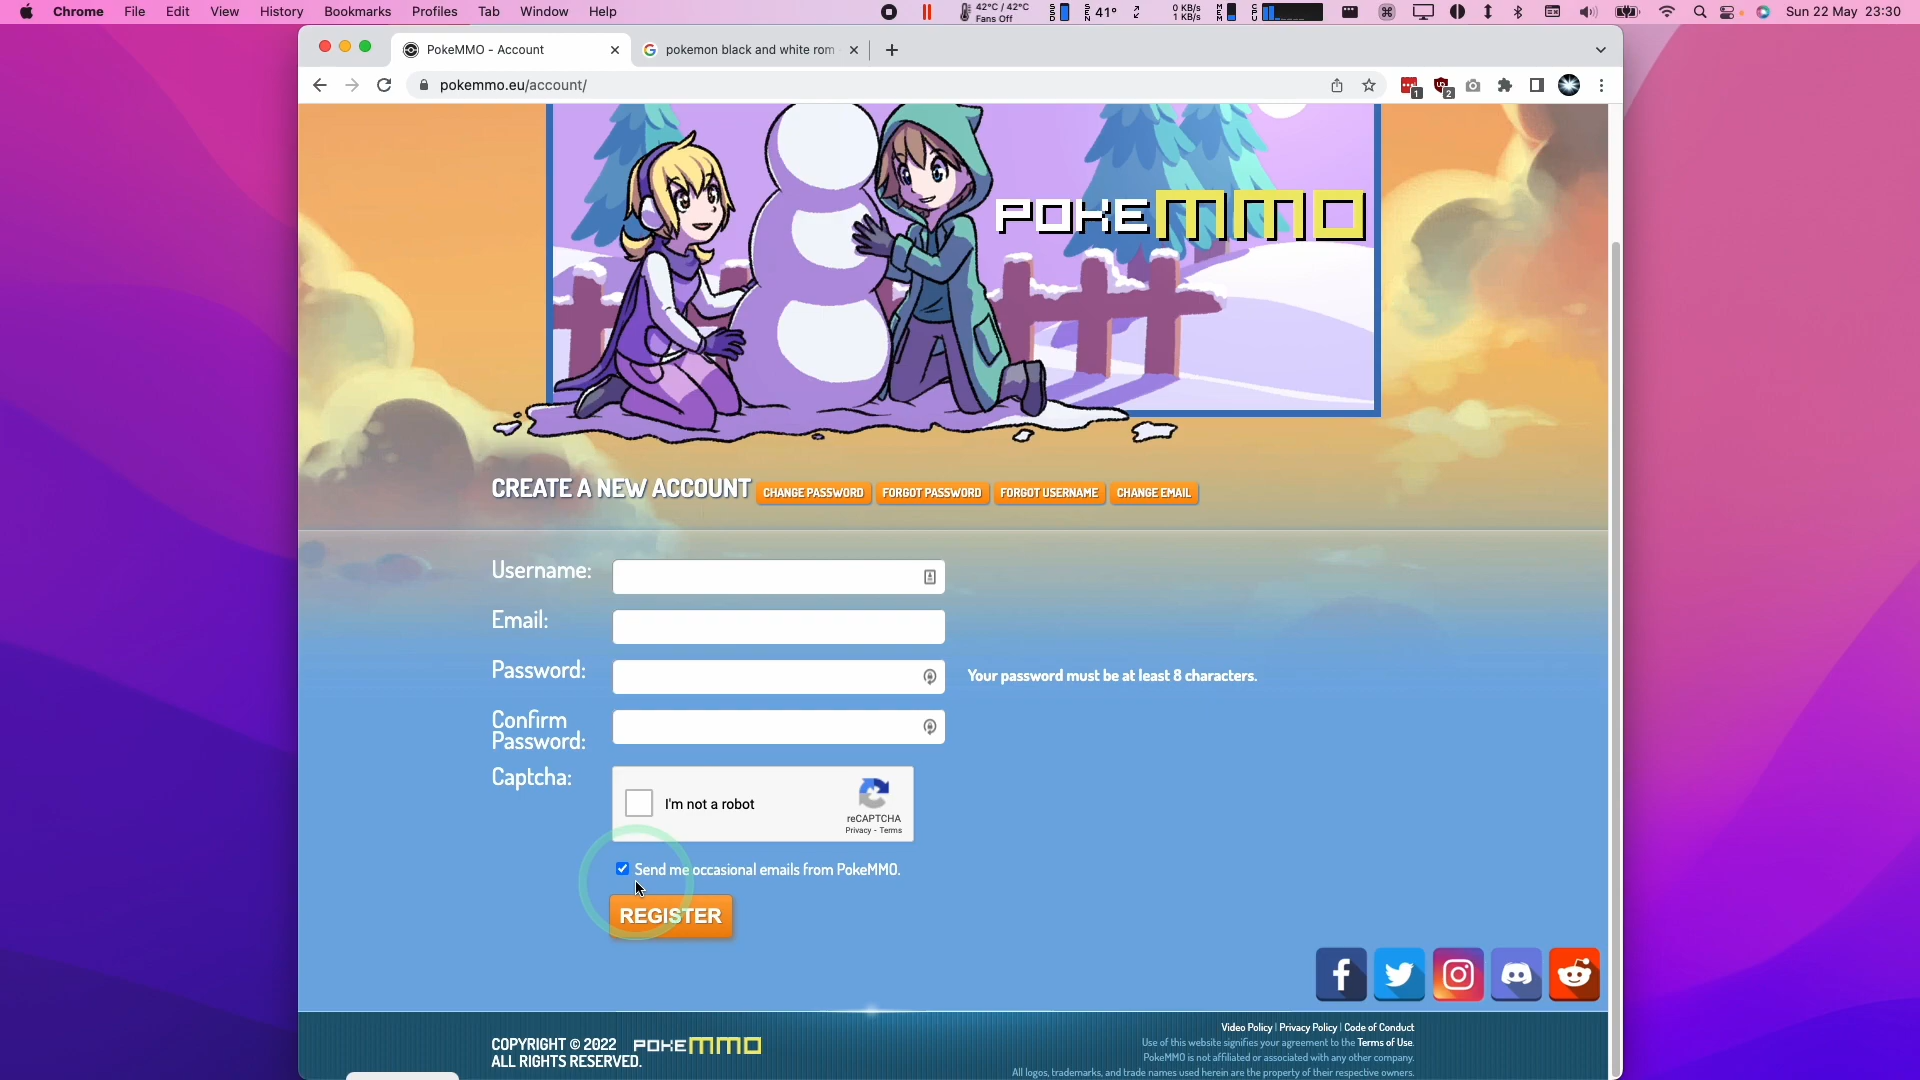 Chrome File Edit View History Bookmarks Profiles Tab Window Help
42°C / 42°C
Fans Off
SSD
SEN 41°
0 KB/s
1 KB/s
MEM
CPU
Sun 22 May 23:30
PokeMMO - Account
pokemon black and white rom
pokemmo.eu/account/
1
2
POKEMMO
CREATE A NEW ACCOUNT
CHANGE PASSWORD
FORGOT PASSWORD
FORGOT USERNAME
CHANGE EMAIL
Username:
Email:
Password:
Your password must be at least 8 characters.
Confirm
Password:
Captcha:
I'm not a robot
reCAPTCHA
Privacy - Terms
Send me occasional emails from PokeMMO.
REGISTER
COPYRIGHT © 2022 POKEMMO
ALL RIGHTS RESERVED.
Video Policy | Privacy Policy | Code of Conduct
Use of this website signifies your agreement to the Terms of Use.
PokeMMO is not affiliated or associated with any other company.
All logos, trademarks, and trade names used herein are the property of their respective owners.